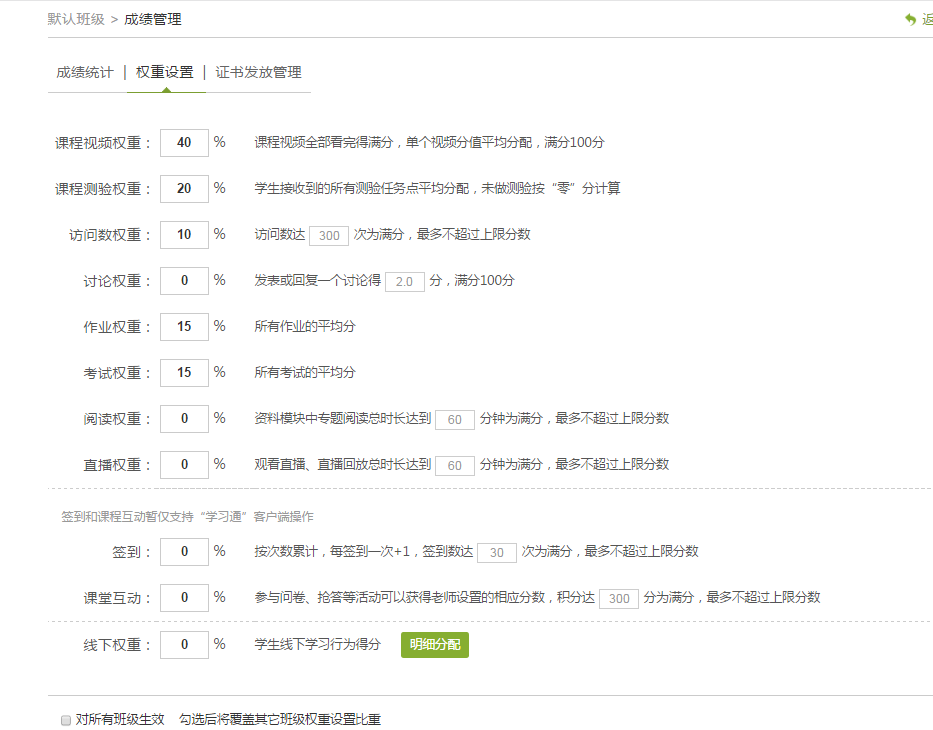 默认班级 > 成绩管理 返
成绩统计 | 权重设置 | 证书发放管理
课程视频权重： 40 % 课程视频全部看完得满分，单个视频分值平均分配，满分100分
课程测验权重： 20 % 学生接收到的所有测验任务点平均分配，未做测验按“零”分计算
访问数权重： 10 % 访问数达 300 次为满分，最多不超过上限分数
讨论权重： 0 % 发表或回复一个讨论得 2.0 分，满分100分
作业权重： 15 % 所有作业的平均分
考试权重： 15 % 所有考试的平均分
阅读权重： 0 % 资料模块中专题阅读总时长达到 60 分钟为满分，最多不超过上限分数
直播权重： 0 % 观看直播、直播回放总时长达到 60 分钟为满分，最多不超过上限分数
签到和课程互动暂仅支持“学习通”客户端操作
签到： 0 % 按次数累计，每签到一次+1，签到数达 30 次为满分，最多不超过上限分数
课堂互动： 0 % 参与问卷、抢答等活动可以获得老师设置的相应分数，积分达 300 分为满分，最多不超过上限分数
线下权重： 0 % 学生线下学习行为得分 明细分配
对所有班级生效 勾选后将覆盖其它班级权重设置比重